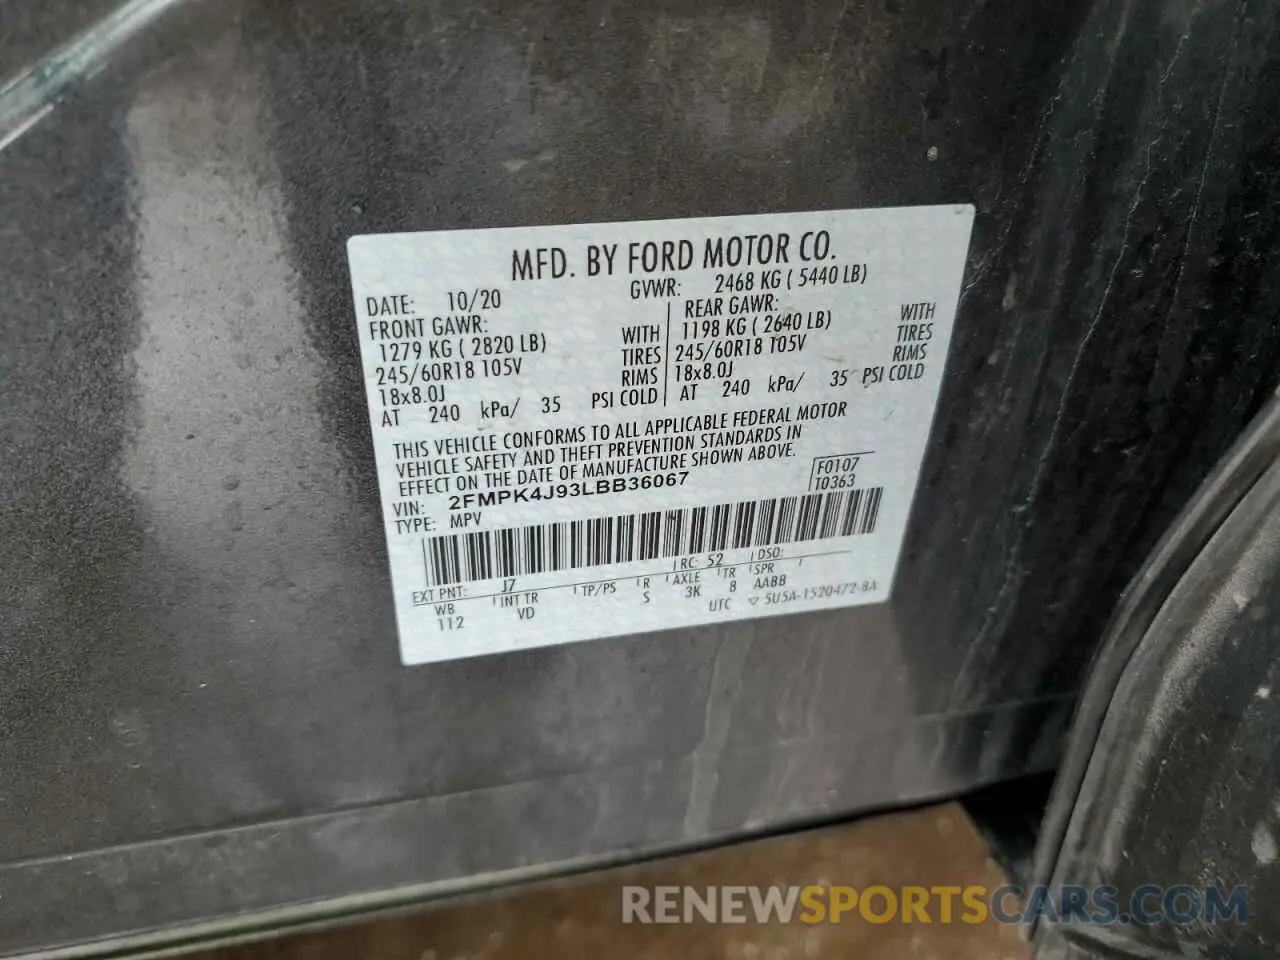 MFD. BY FORD MOTOR CO.
DATE: 10/20 GVWR: 2468 KG ( 5440 LB)
FRONT GAWR: REAR GAWR:
1279 KG ( 2820 LB) WITH 1198 KG ( 2640 LB) WITH
245/60R18 105V TIRES 245/60R18 105V TIRES
18x8.0J RIMS 18x8.0J RIMS
AT 240 kPa/ 35 PSI COLD AT 240 kPa/ 35 PSI COLD
THIS VEHICLE CONFORMS TO ALL APPLICABLE FEDERAL MOTOR
VEHICLE SAFETY AND THEFT PREVENTION STANDARDS IN
EFFECT ON THE DATE OF MANUFACTURE SHOWN ABOVE.
VIN: 2FMPK4J93LBB36067 F0107
TYPE: MPV T0363
EXT PNT: J7 RC: 52 DSO:
WB INT TR TP/PS R AXLE TR SPR
112 VD S 3K 8 AABB
UTC ▽ 5U5A-1520472-BA
RENEWSPORTSCARS.COM